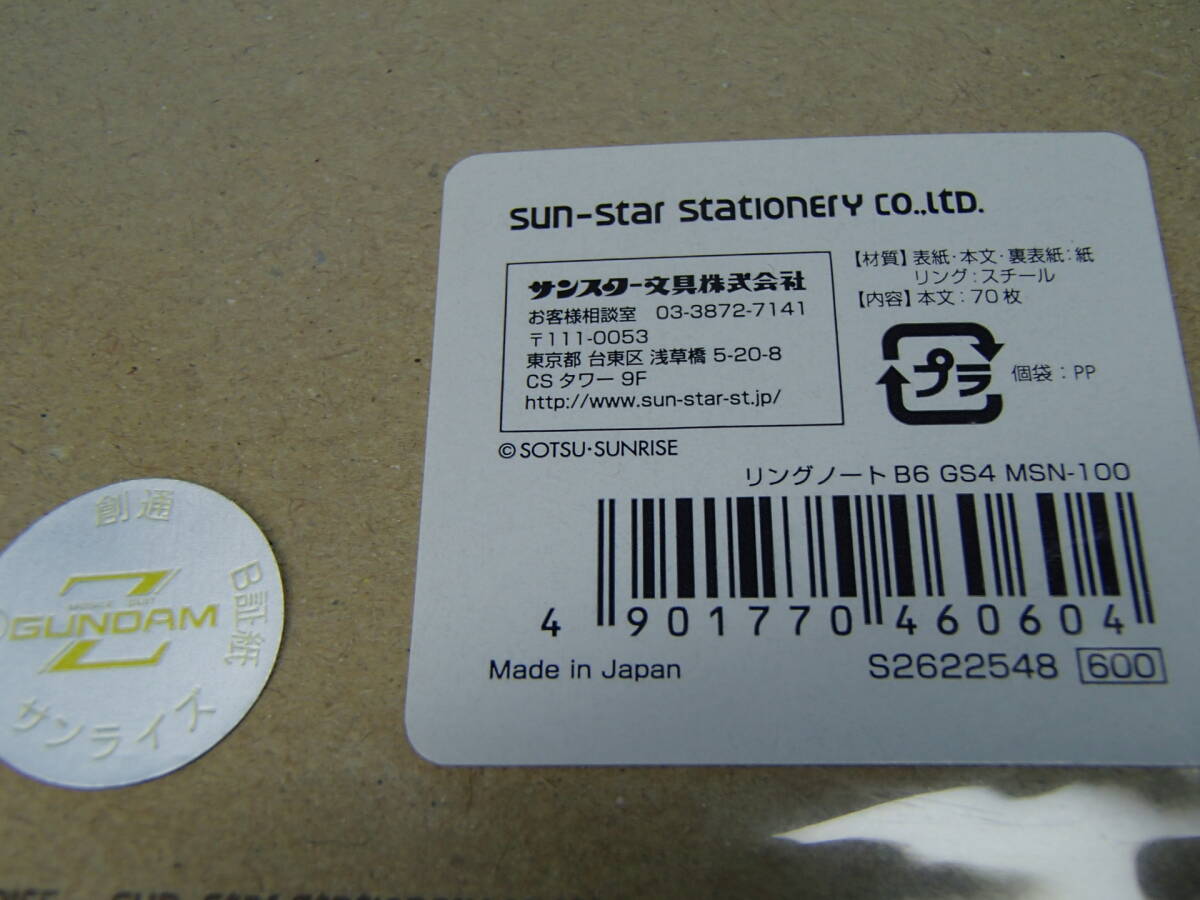 sun-star stationery co.,ltd.
サンスター文具株式会社
お客様相談室 03-3872-7141
〒111-0053
東京都 台東区 浅草橋 5-20-8
CS タワー 9F
http://www.sun-star-st.jp/
©SOTSU・SUNRISE
【材質】表紙・本文・裏表紙：紙
リング：スチール
【内容】本文：70枚
プラ
個袋：PP
リングノート B6 GS4 MSN-100
4 901770 460604
Made in Japan
S2622548 600
創通
B証紙
Z
GUNDAM
サンライズ